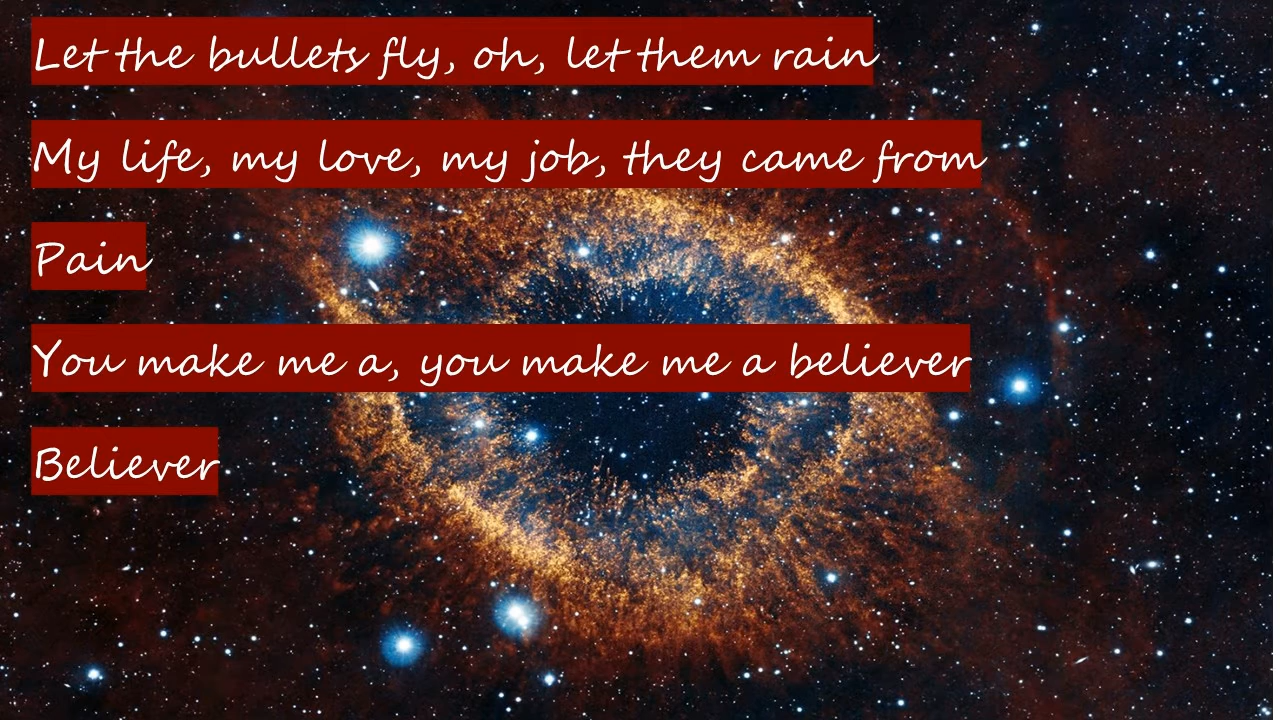 Let the bullets fly, oh, let them rain
My life, my love, my job, they came from
Pain
You make me a, you make me a believer
Believer